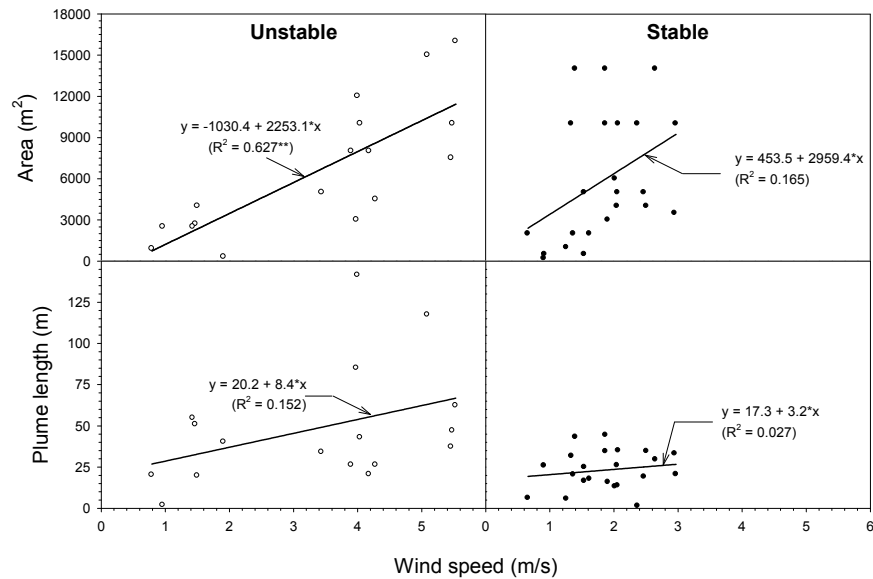 18000
15000
12000
9000
6000
3000
0
Area (m²)
Unstable
y = -1030.4 + 2253.1*x
(R² = 0.627**)
Stable
y = 453.5 + 2959.4*x
(R² = 0.165)
125
100
75
50
25
0
Plume length (m)
y = 20.2 + 8.4*x
(R² = 0.152)
y = 17.3 + 3.2*x
(R² = 0.027)
0 1 2 3 4 5 0 1 2 3 4 5 6
Wind speed (m/s)